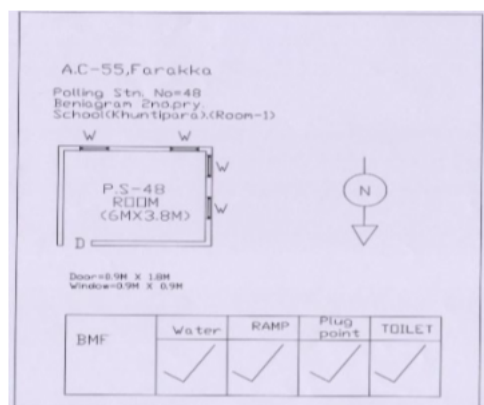 A.C-55,Farakka
Polling Stn. No=48
Beniagram 2nd.pry.
School(Khuntipara).(Room-1)
W W
W
P.S-48
ROOM
(6MX3.8M)
W
N
D
Door=0.9M X 1.8M
Window=0.9M X 0.9M
BMF Water RAMP Plug point TOILET